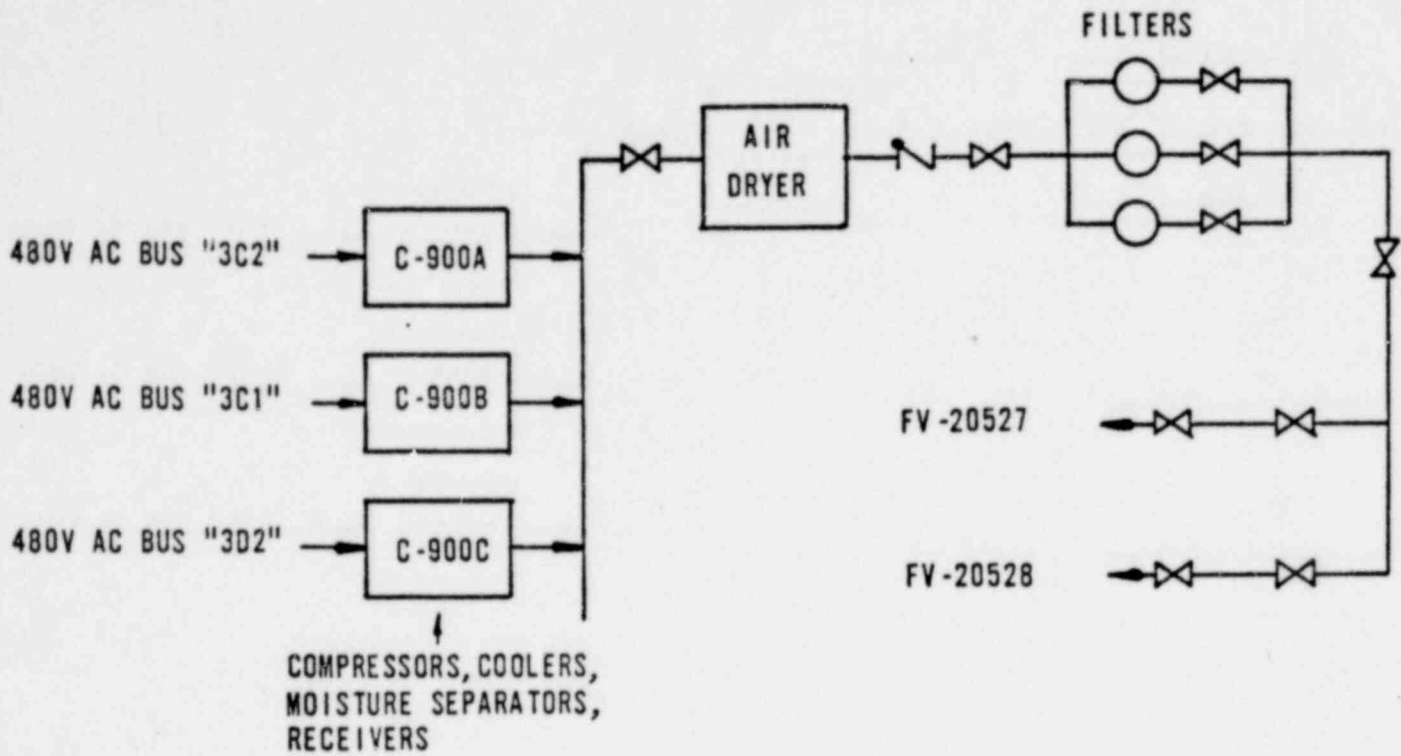 FILTERS
AIR
DRYER
480V AC BUS "3C2"
C-900A
480V AC BUS "3C1"
C-900B
FV-20527
480V AC BUS "3D2"
C-900C
FV-20528
COMPRESSORS, COOLERS,
MOISTURE SEPARATORS,
RECEIVERS